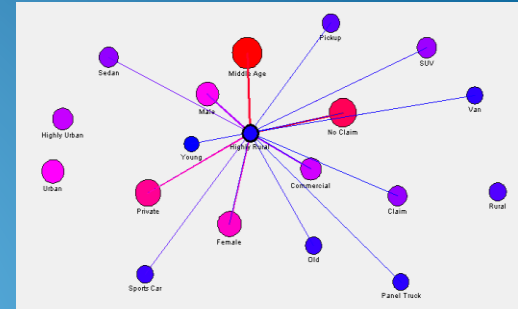 Pickup
SUV
Sedan
Middle Age
Male
Van
Highly Urban
No Claim
Young
Highly Rural
Urban
Commercial
Private
Claim
Rural
Female
Old
Sports Car
Panel Truck